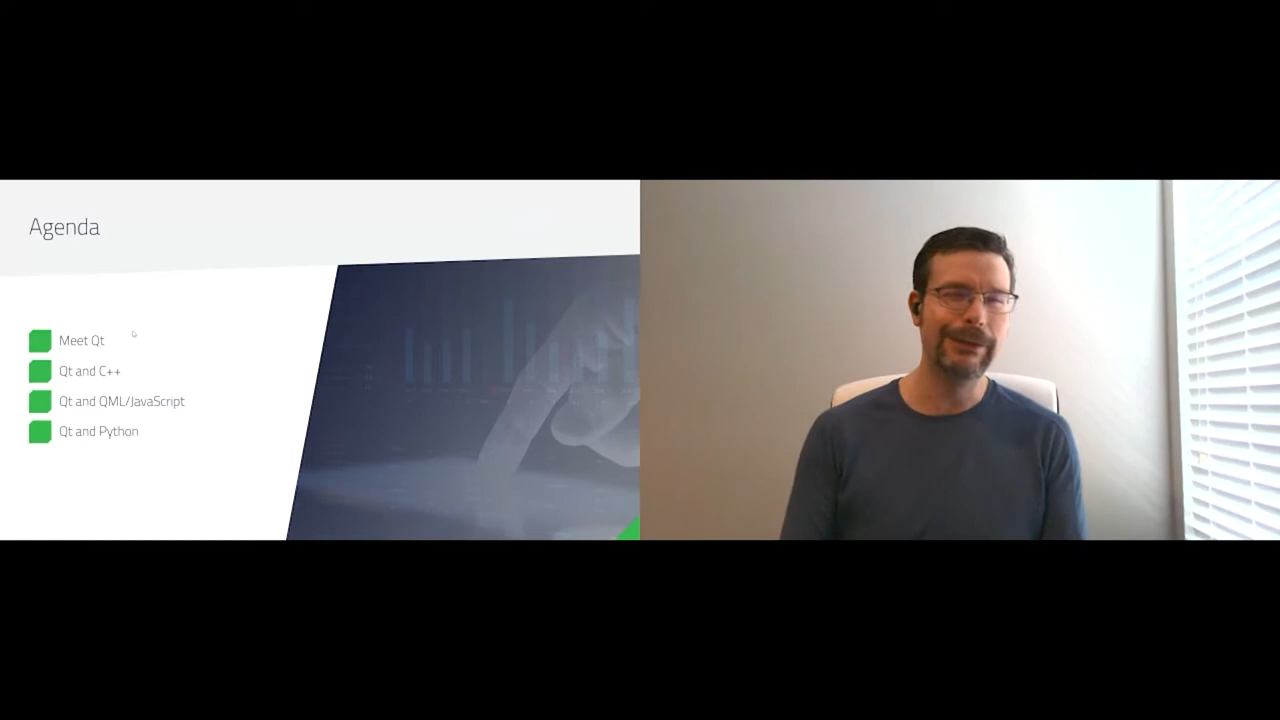 Agenda
Meet Qt
Qt and C++
Qt and QML/JavaScript
Qt and Python